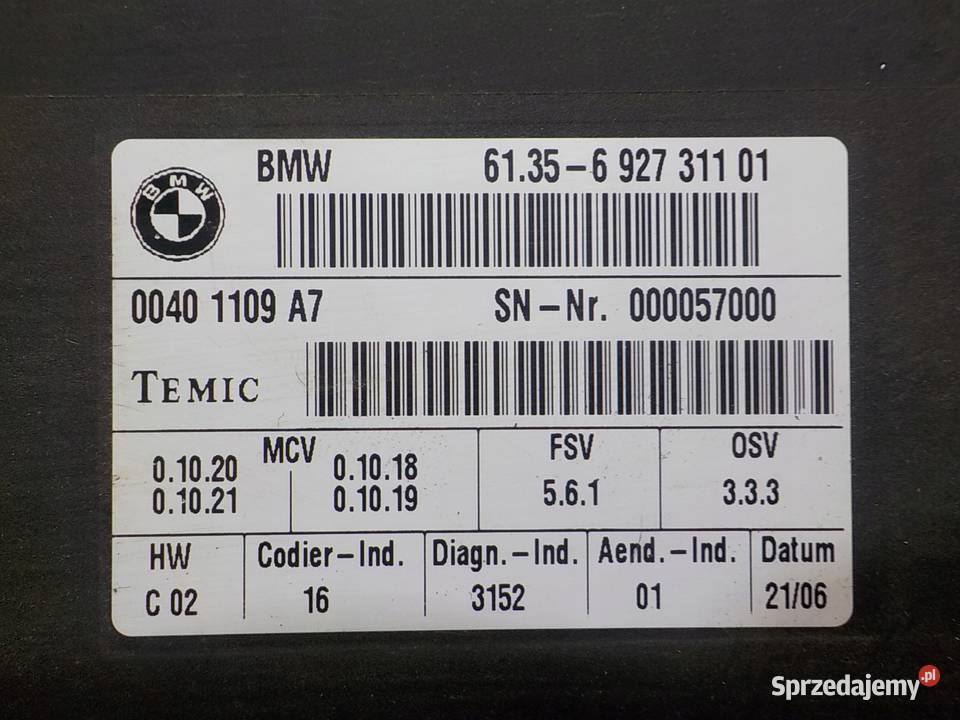 BMW 61.35-6 927 311 01
BMW
0040 1109 A7 SN-Nr. 000057000
TEMIC
MCV FSV OSV
0.10.20 0.10.18 5.6.1 3.3.3
0.10.21 0.10.19
HW Codier-Ind. Diagn.-Ind. Aend.-Ind. Datum
C 02 16 3152 01 21/06
Sprzedajemy.pl